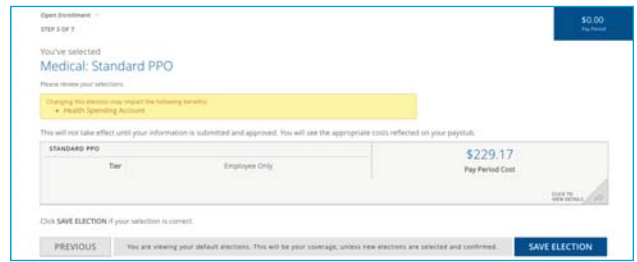 Open Enrollment
STEP 3 OF 7
$0.00
Pay Period
You've selected
Medical: Standard PPO
Please review your selections.
Changing this election may impact the following benefits:
• Health Spending Account
This will not take effect until your information is submitted and approved. You will see the appropriate costs reflected on your paystub.
STANDARD PPO
Tier Employee Only
$229.17
Pay Period Cost
CLICK TO
VIEW DETAILS
Click SAVE ELECTION if your selection is correct.
PREVIOUS
You are viewing your default elections. This will be your coverage, unless new elections are selected and confirmed.
SAVE ELECTION